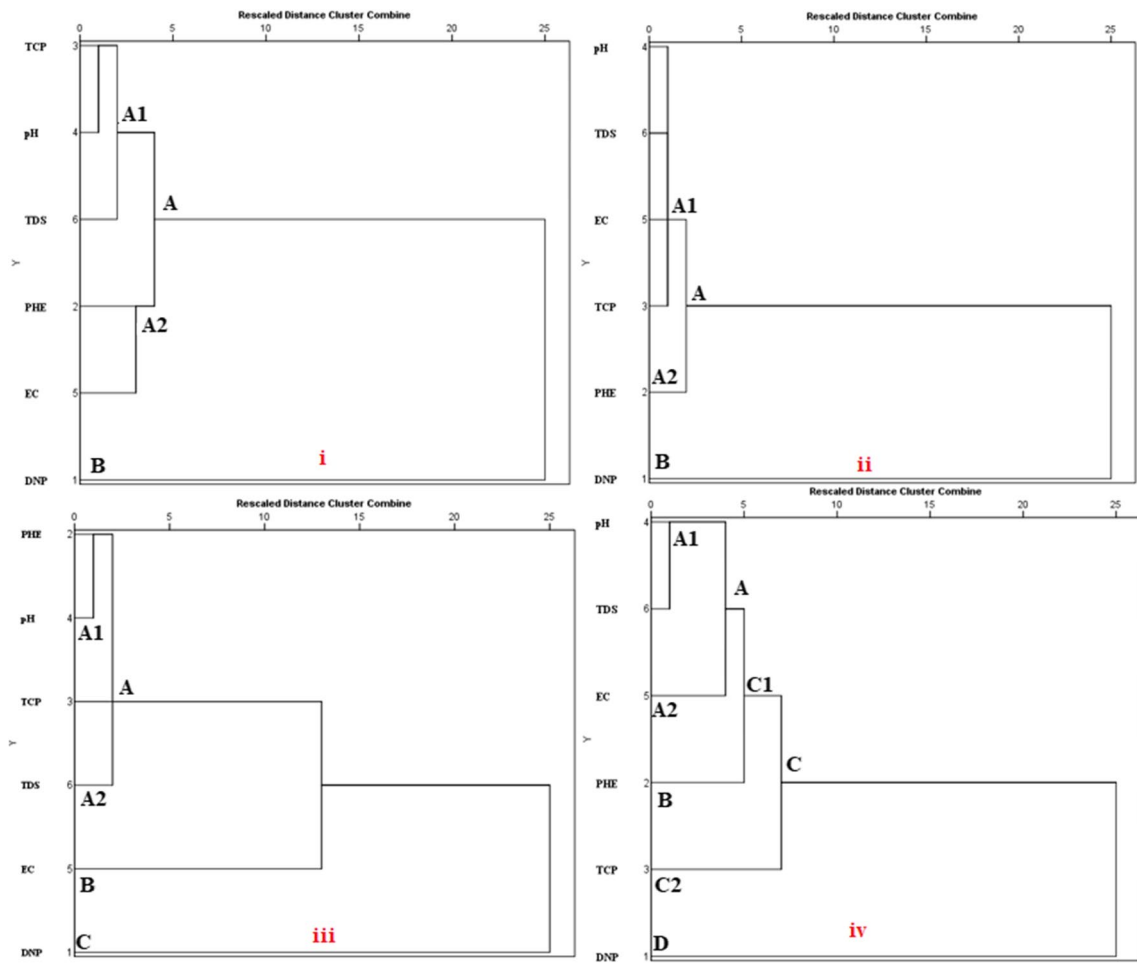 Rescaled Distance Cluster Combine
0 5 10 15 20 25
TCP 3
A1
pH 4
A
TDS 6
Y
PHE 2
A2
EC 5
B i
DNP 1
Rescaled Distance Cluster Combine
0 5 10 15 20 25
pH 4
TDS 6
A1
EC 5
Y
A
TCP 3
A2
PHE 2
B ii
DNP 1
Rescaled Distance Cluster Combine
0 5 10 15 20 25
PHE 2
pH 4
A1
A
TCP 3
Y
TDS 6
A2
EC 5
B
C iii
DNP 1
Rescaled Distance Cluster Combine
0 5 10 15 20 25
pH 4
A1
A
TDS 6
C1
EC 5
A2
Y
C
PHE 2
B
TCP 3
C2
D iv
DNP 1